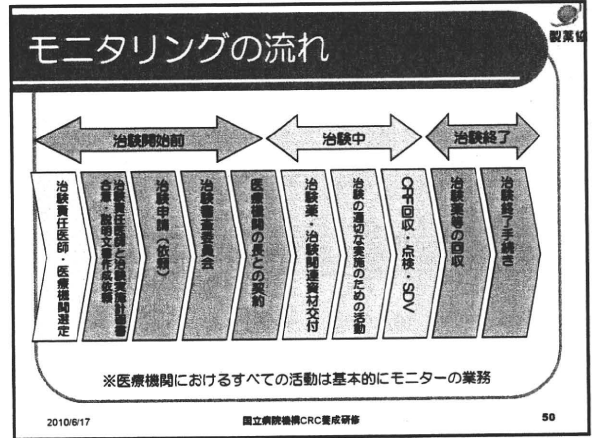 モニタリングの流れ
製薬協
治験開始前
治験中
治験終了
治験責任医師・医療機関選定
治験責任医師と治験実施計画書
合意・説明文書作成依頼
治験申請（依頼）
治験審査委員会
医療機関の長との契約
治験薬・治験関連資材交付
治験の適切な実施のための活動
CRF回収・点検・SDV
治験薬等の回収
治験終了手続き
※医療機関におけるすべての活動は基本的にモニターの業務
2010/6/17
国立病院機構CRC養成研修
50